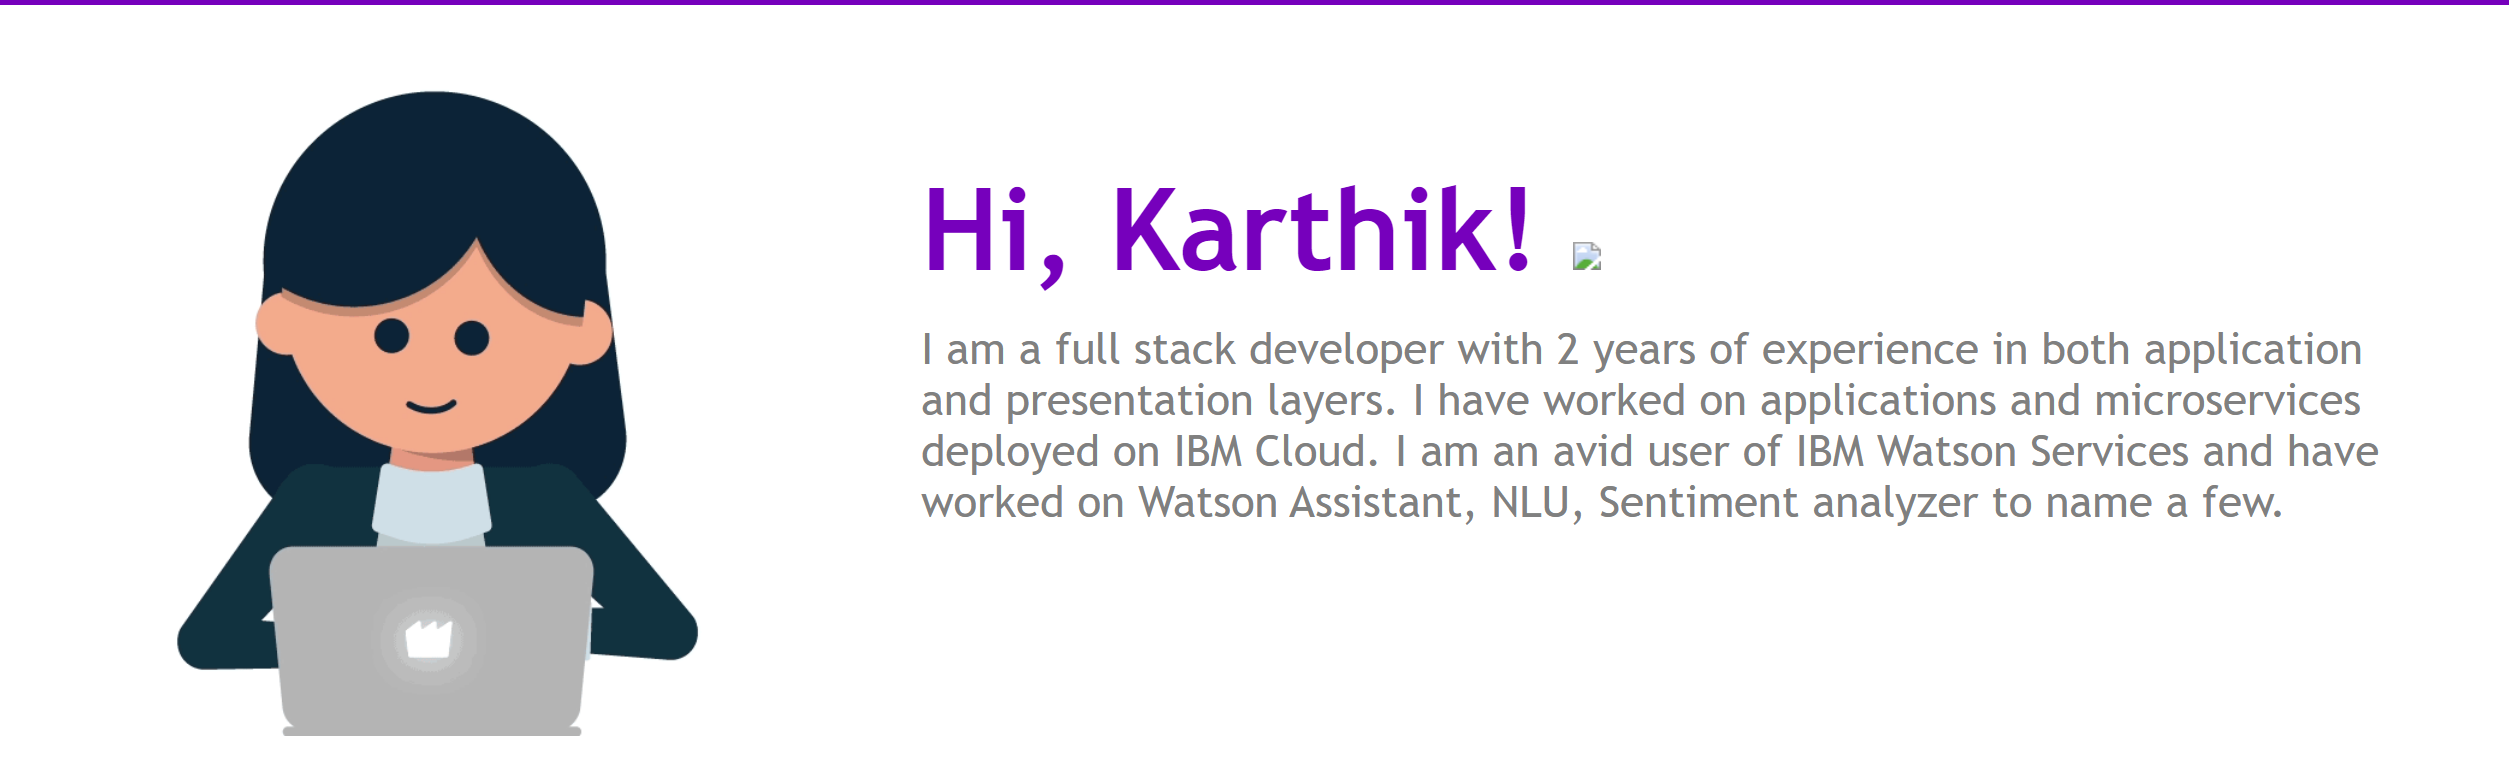 Hi, Karthik!
I am a full stack developer with 2 years of experience in both application
and presentation layers. I have worked on applications and microservices
deployed on IBM Cloud. I am an avid user of IBM Watson Services and have
worked on Watson Assistant, NLU, Sentiment analyzer to name a few.